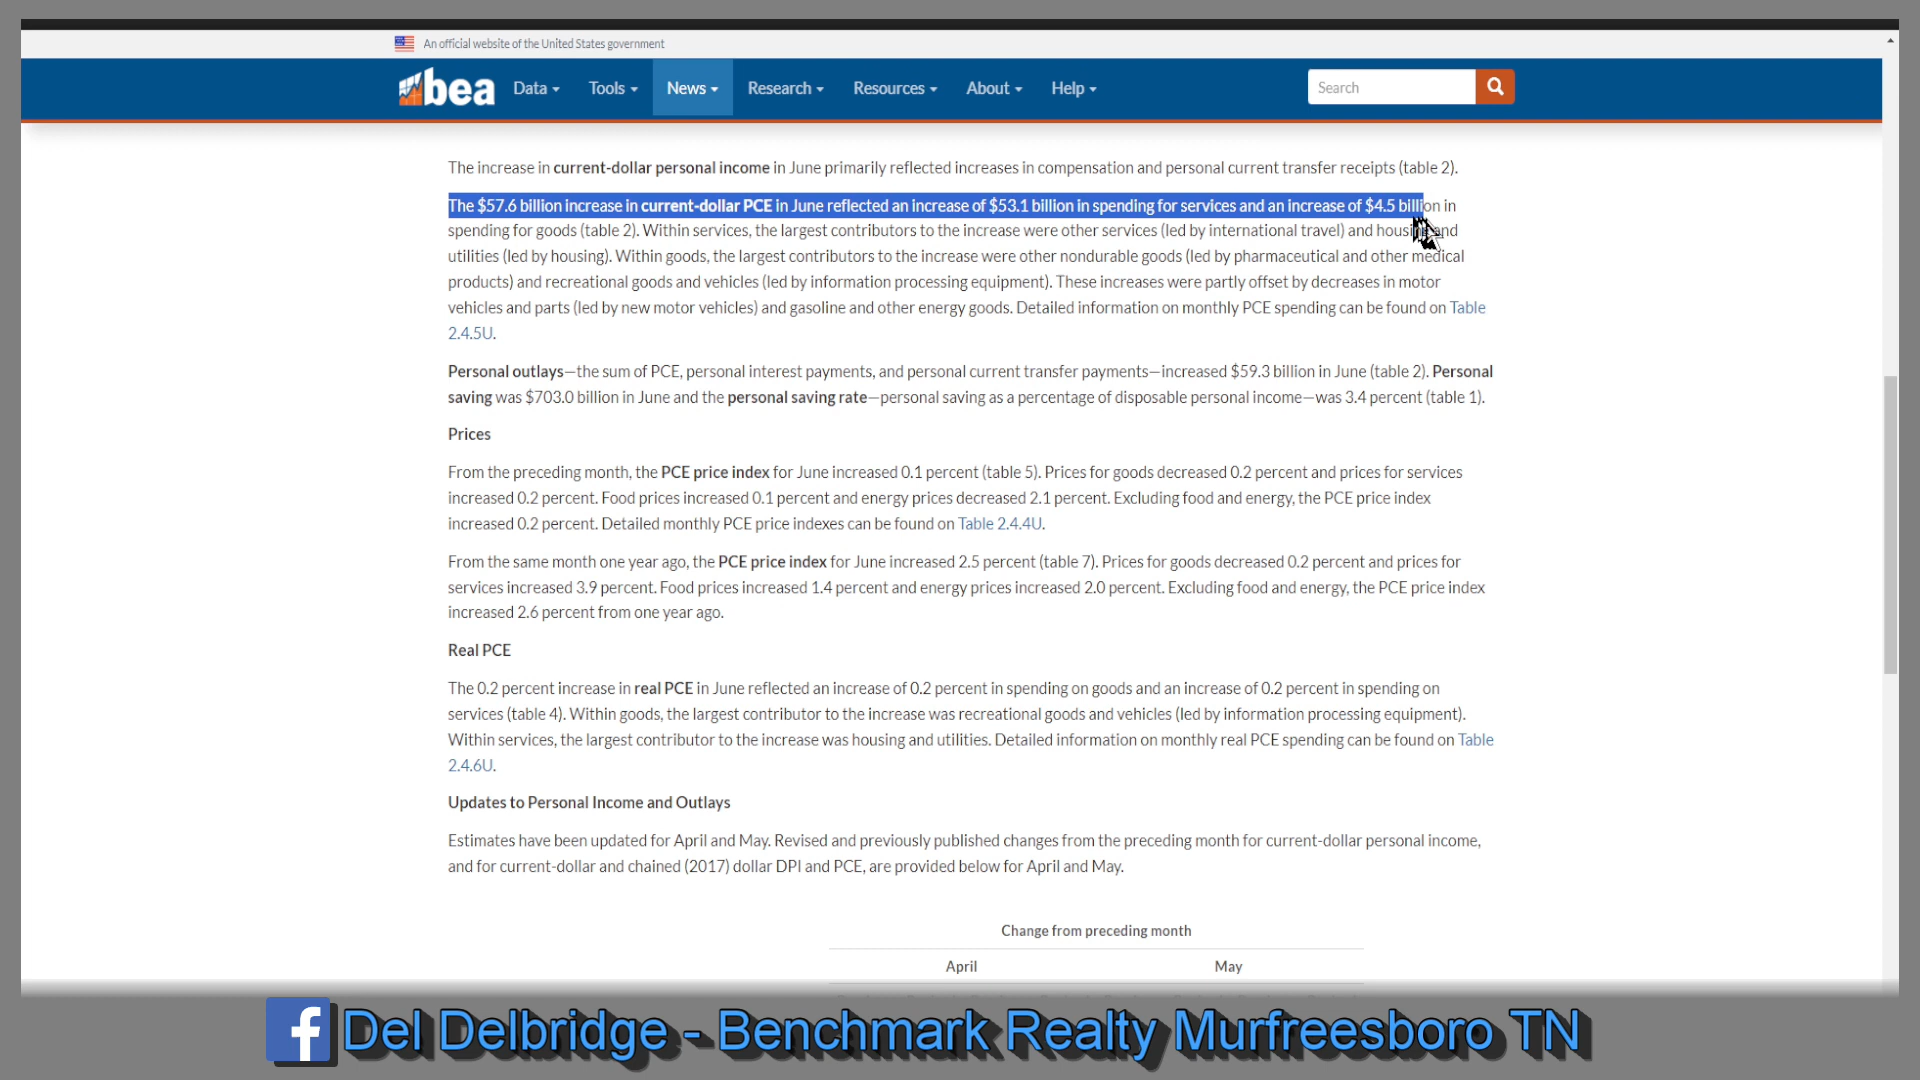 An official website of the United States government
bea Data Tools News Research Resources About Help Search
The increase in current-dollar personal income in June primarily reflected increases in compensation and personal current transfer receipts (table 2).
The $57.6 billion increase in current-dollar PCE in June reflected an increase of $53.1 billion in spending for services and an increase of $4.5 billion in
spending for goods (table 2). Within services, the largest contributors to the increase were other services (led by international travel) and housing and
utilities (led by housing). Within goods, the largest contributors to the increase were other nondurable goods (led by pharmaceutical and other medical
products) and recreational goods and vehicles (led by information processing equipment). These increases were partly offset by decreases in motor
vehicles and parts (led by new motor vehicles) and gasoline and other energy goods. Detailed information on monthly PCE spending can be found on Table
2.4.5U.
Personal outlays—the sum of PCE, personal interest payments, and personal current transfer payments—increased $59.3 billion in June (table 2). Personal
saving was $703.0 billion in June and the personal saving rate—personal saving as a percentage of disposable personal income—was 3.4 percent (table 1).
Prices
From the preceding month, the PCE price index for June increased 0.1 percent (table 5). Prices for goods decreased 0.2 percent and prices for services
increased 0.2 percent. Food prices increased 0.1 percent and energy prices decreased 2.1 percent. Excluding food and energy, the PCE price index
increased 0.2 percent. Detailed monthly PCE price indexes can be found on Table 2.4.4U.
From the same month one year ago, the PCE price index for June increased 2.5 percent (table 7). Prices for goods decreased 0.2 percent and prices for
services increased 3.9 percent. Food prices increased 1.4 percent and energy prices increased 2.0 percent. Excluding food and energy, the PCE price index
increased 2.6 percent from one year ago.
Real PCE
The 0.2 percent increase in real PCE in June reflected an increase of 0.2 percent in spending on goods and an increase of 0.2 percent in spending on
services (table 4). Within goods, the largest contributor to the increase was recreational goods and vehicles (led by information processing equipment).
Within services, the largest contributor to the increase was housing and utilities. Detailed information on monthly real PCE spending can be found on Table
2.4.6U.
Updates to Personal Income and Outlays
Estimates have been updated for April and May. Revised and previously published changes from the preceding month for current-dollar personal income,
and for current-dollar and chained (2017) dollar DPI and PCE, are provided below for April and May.
Change from preceding month
April May
f Del Delbridge - Benchmark Realty Murfreesboro TN